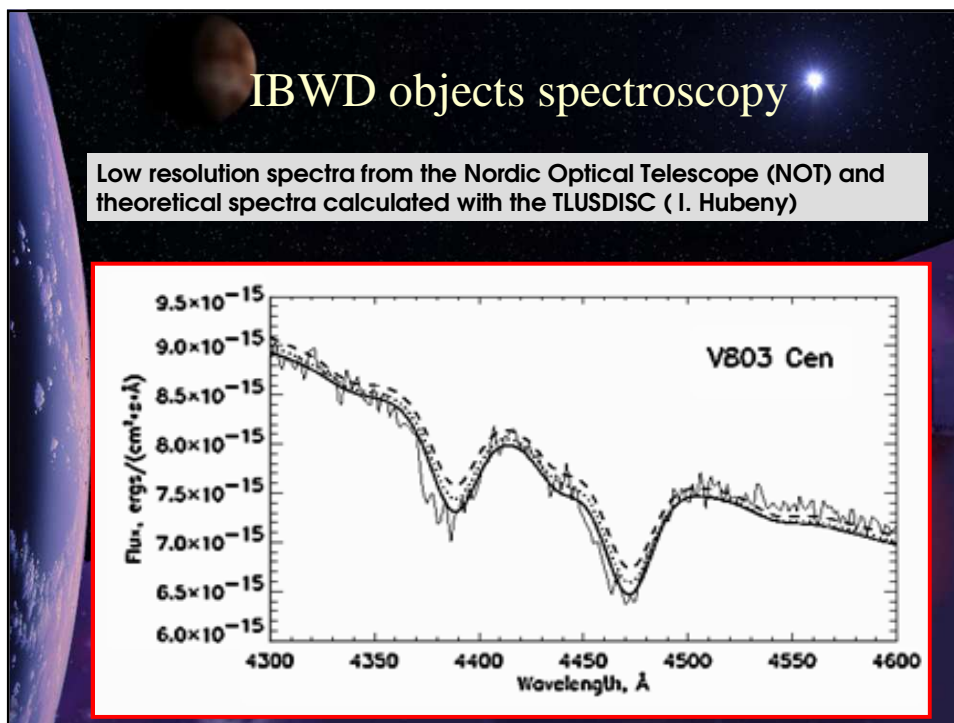 IBWD objects spectroscopy
Low resolution spectra from the Nordic Optical Telescope (NOT) and
theoretical spectra calculated with the TLUSDISC ( I. Hubeny)
V803 Cen
Flux, ergs/(cm²*s*Å)
9.5×10⁻¹⁵
9.0×10⁻¹⁵
8.5×10⁻¹⁵
8.0×10⁻¹⁵
7.5×10⁻¹⁵
7.0×10⁻¹⁵
6.5×10⁻¹⁵
6.0×10⁻¹⁵
4300 4350 4400 4450 4500 4550 4600
Wavelength, Å